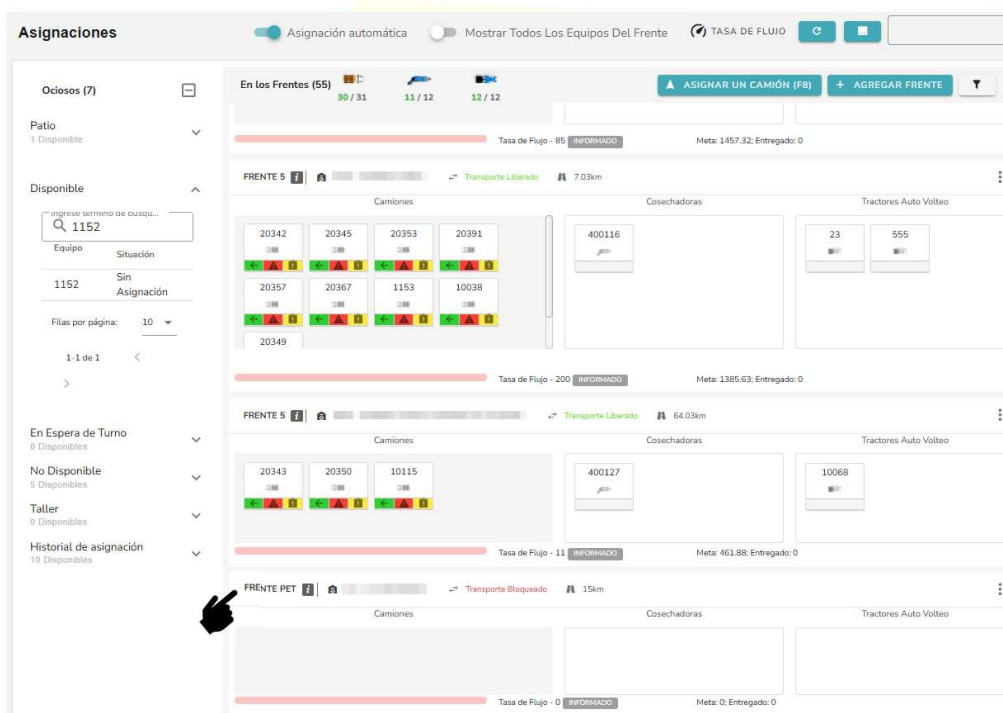 Asignaciones
Asignación automática
Mostrar Todos Los Equipos Del Frente
TASA DE FLUJO
Ociosos (7)
Patio
1 Disponible
Disponible
Ingrese término de búsqu...
1152
Equipo Situación
1152 Sin Asignación
Filas por página: 10
1-1 de 1
En Espera de Turno
0 Disponibles
No Disponible
5 Disponibles
Taller
0 Disponibles
Historial de asignación
10 Disponibles
En los Frentes (55)
30 / 31 11 / 12 12 / 12
ASIGNAR UN CAMIÓN (F8)
+ AGREGAR FRENTE
Tasa de Flujo - 85 INFORMADO Meta: 1457.32; Entregado: 0
FRENTE 5 Transporte Liberado 7.03km
Camiones Cosechadoras Tractores Auto Volteo
20342 20345 20353 20391 400116 23 555
20357 20367 1153 10038
20349
Tasa de Flujo - 200 INFORMADO Meta: 1385.63; Entregado: 0
FRENTE 5 Transporte Liberado 64.03km
Camiones Cosechadoras Tractores Auto Volteo
20343 20350 10115 400127 10068
Tasa de Flujo - 11 INFORMADO Meta: 461.88; Entregado: 0
FRENTE PET Transporte Bloqueado 15km
Camiones Cosechadoras Tractores Auto Volteo
Tasa de Flujo - 0 INFORMADO Meta: 0; Entregado: 0